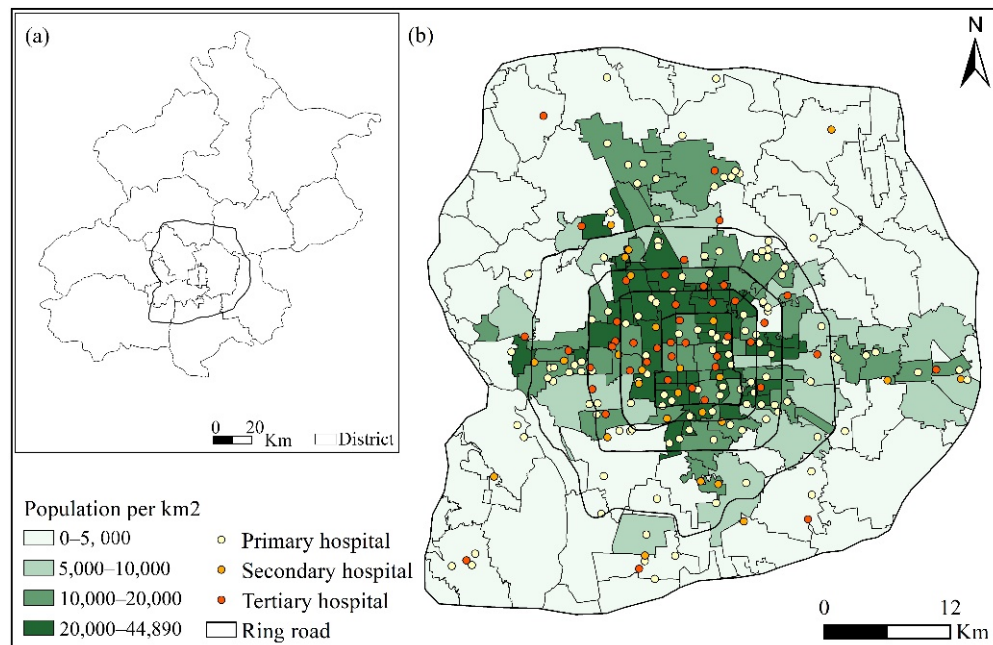 (a)
(b)
N
0 20
Km
District
Population per km2
0–5, 000
5,000–10,000
10,000–20,000
20,000–44,890
Primary hospital
Secondary hospital
Tertiary hospital
Ring road
0 12
Km